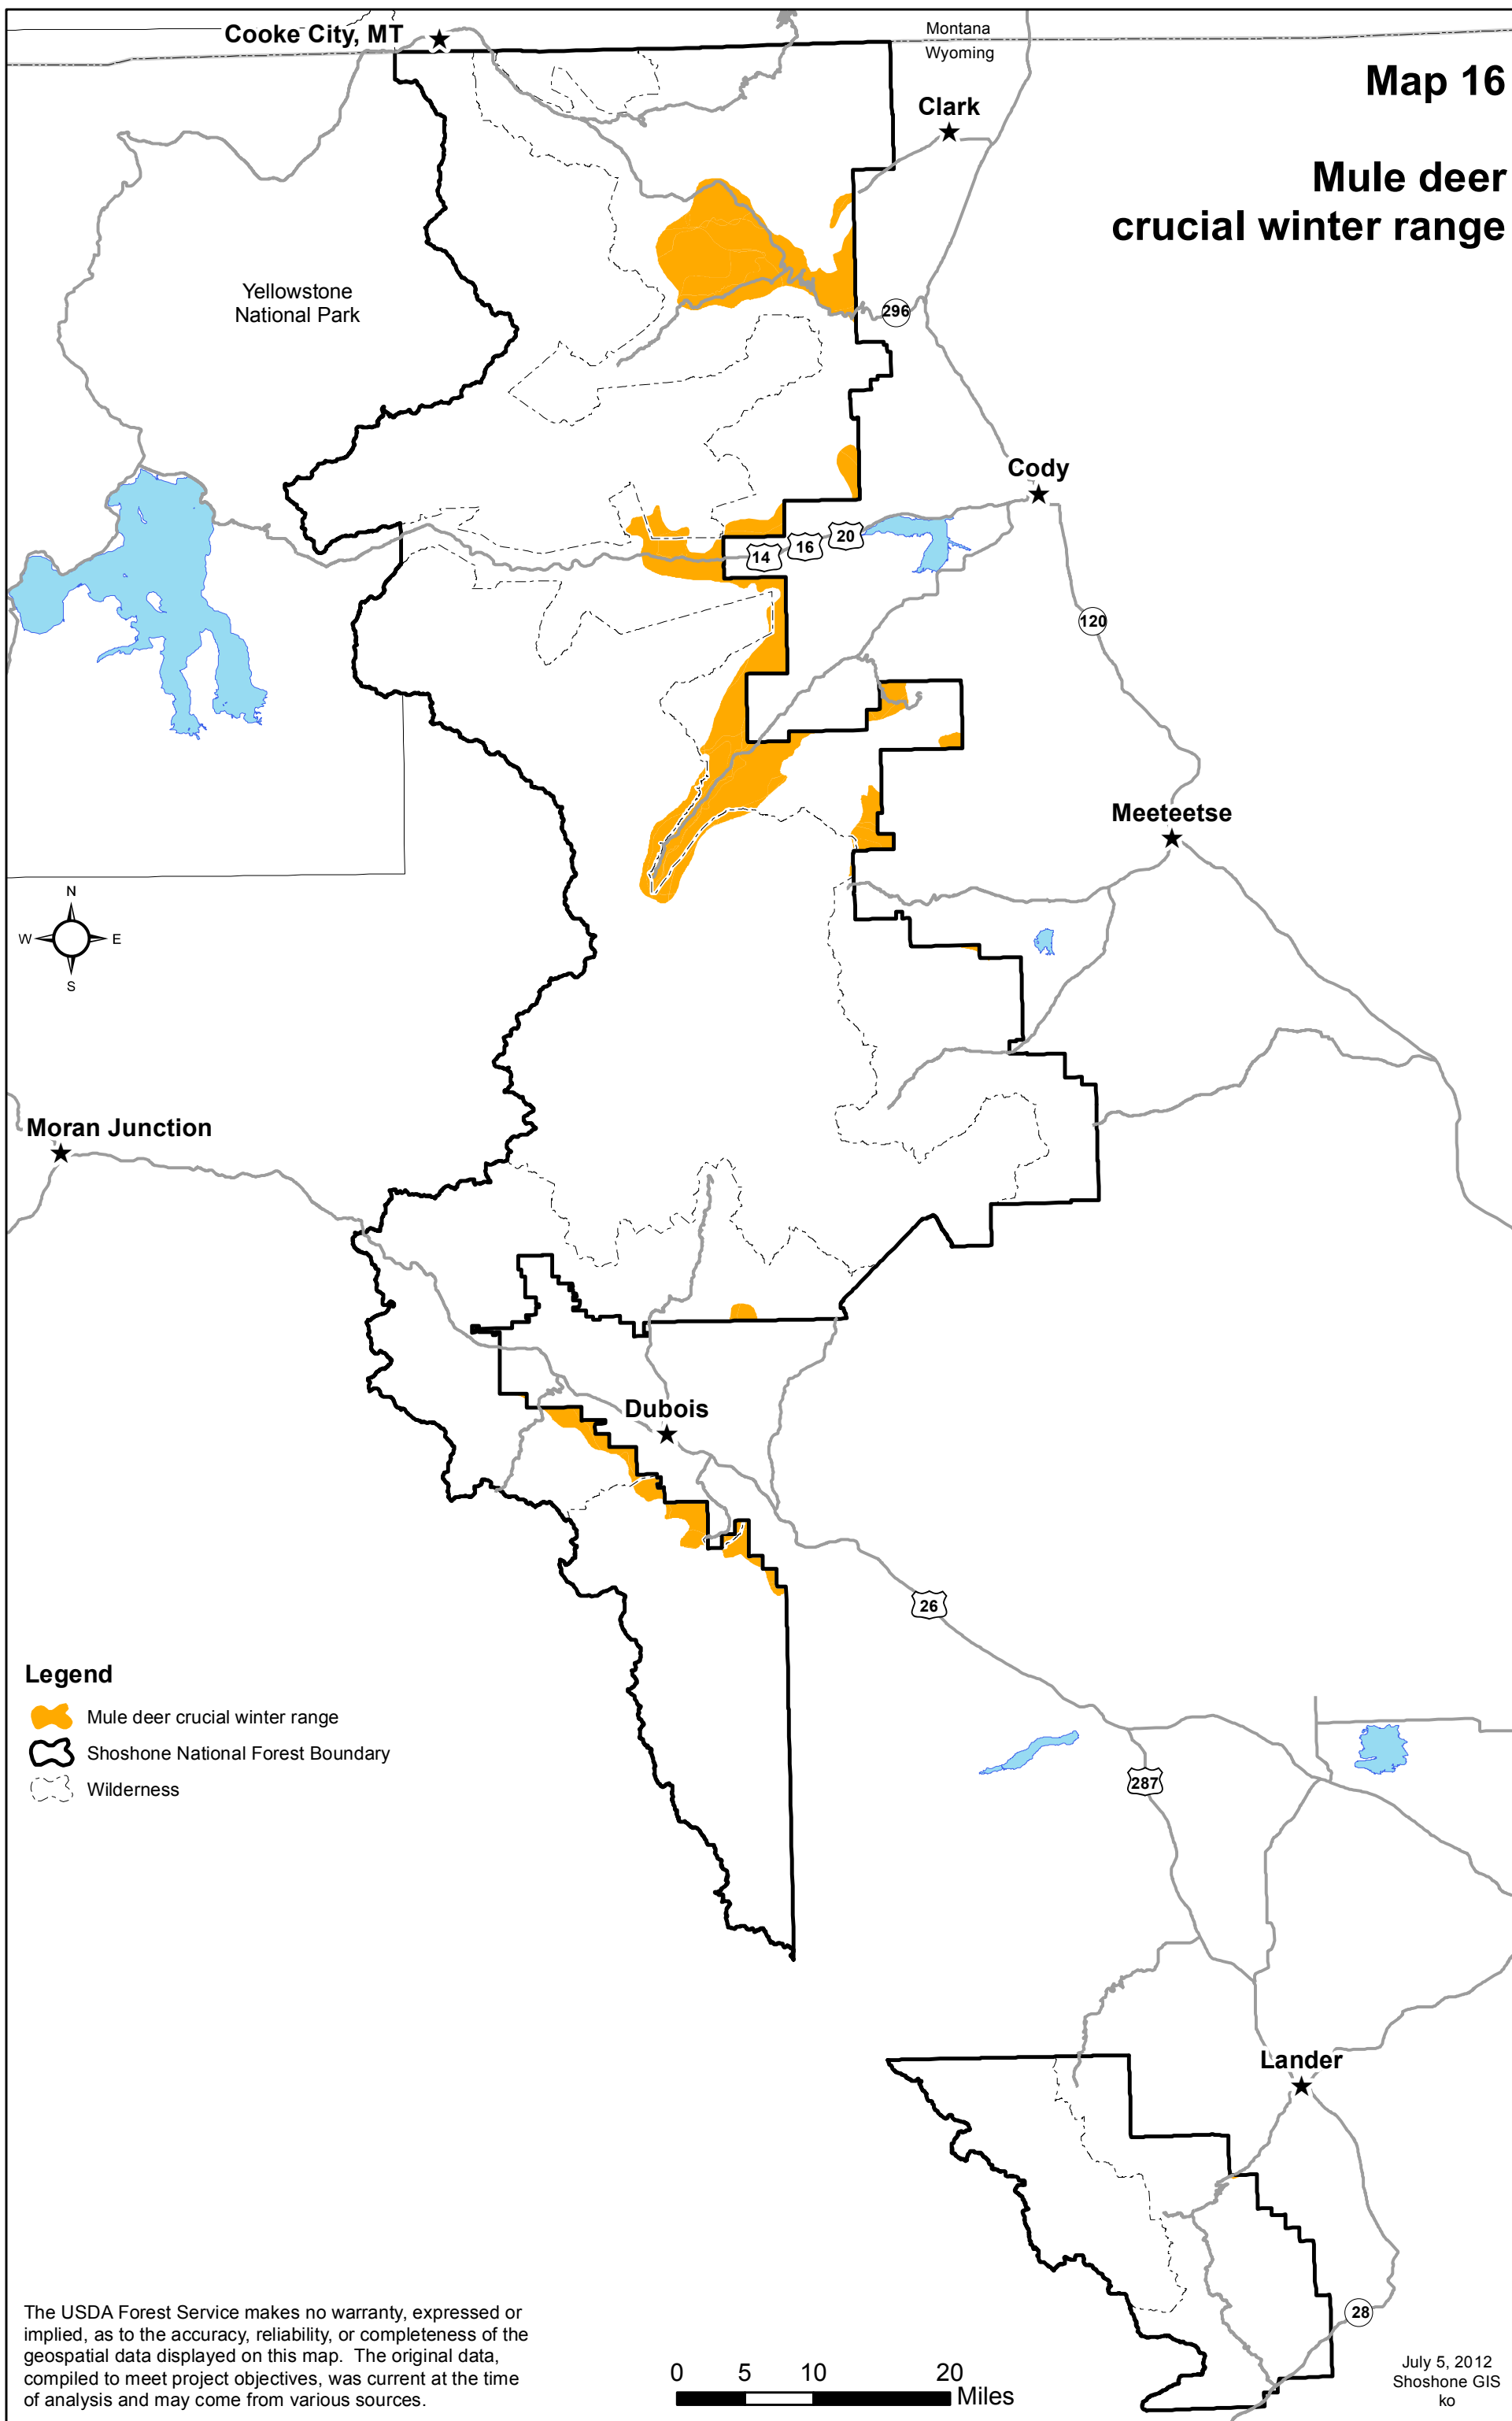 Cooke City, MT
Montana
Wyoming
Map 16
Clark
Mule deer
crucial winter range
Yellowstone
National Park
296
Cody
20
16
14
120
Meeteetse
N
W
E
S
Moran Junction
Dubois
26
Legend
Mule deer crucial winter range
Shoshone National Forest Boundary
Wilderness
287
Lander
28
The USDA Forest Service makes no warranty, expressed or
implied, as to the accuracy, reliability, or completeness of the
geospatial data displayed on this map. The original data,
compiled to meet project objectives, was current at the time
of analysis and may come from various sources.
0 5 10 20
Miles
July 5, 2012
Shoshone GIS
ko